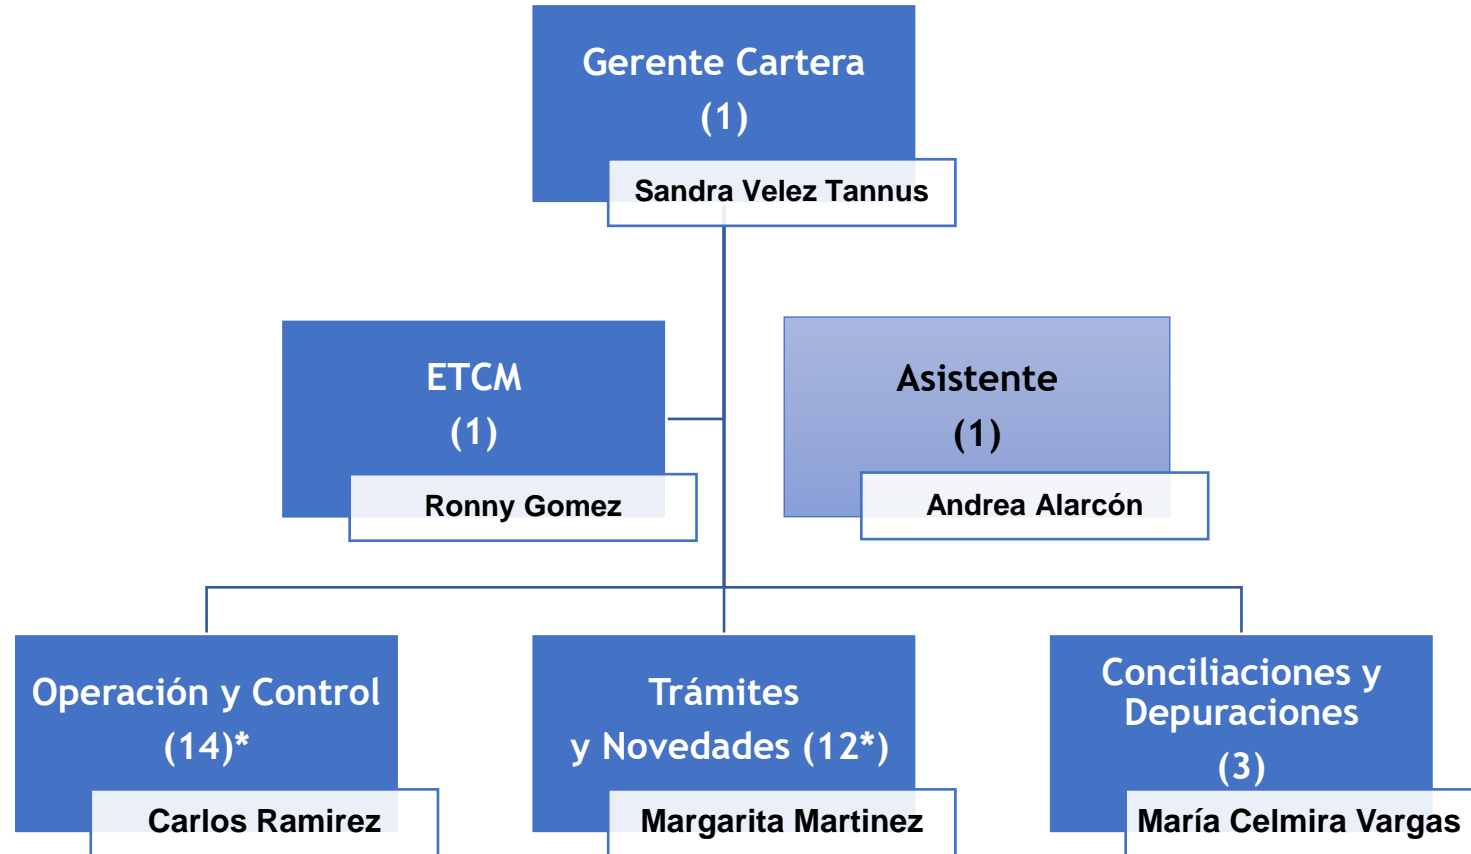 Gerente Cartera
(1)
Sandra Velez Tannus
ETCM
(1)
Ronny Gomez
Asistente
(1)
Andrea Alarcón
Operación y Control
(14)*
Carlos Ramirez
Trámites
y Novedades (12*)
Margarita Martinez
Conciliaciones y
Depuraciones
(3)
María Celmira Vargas